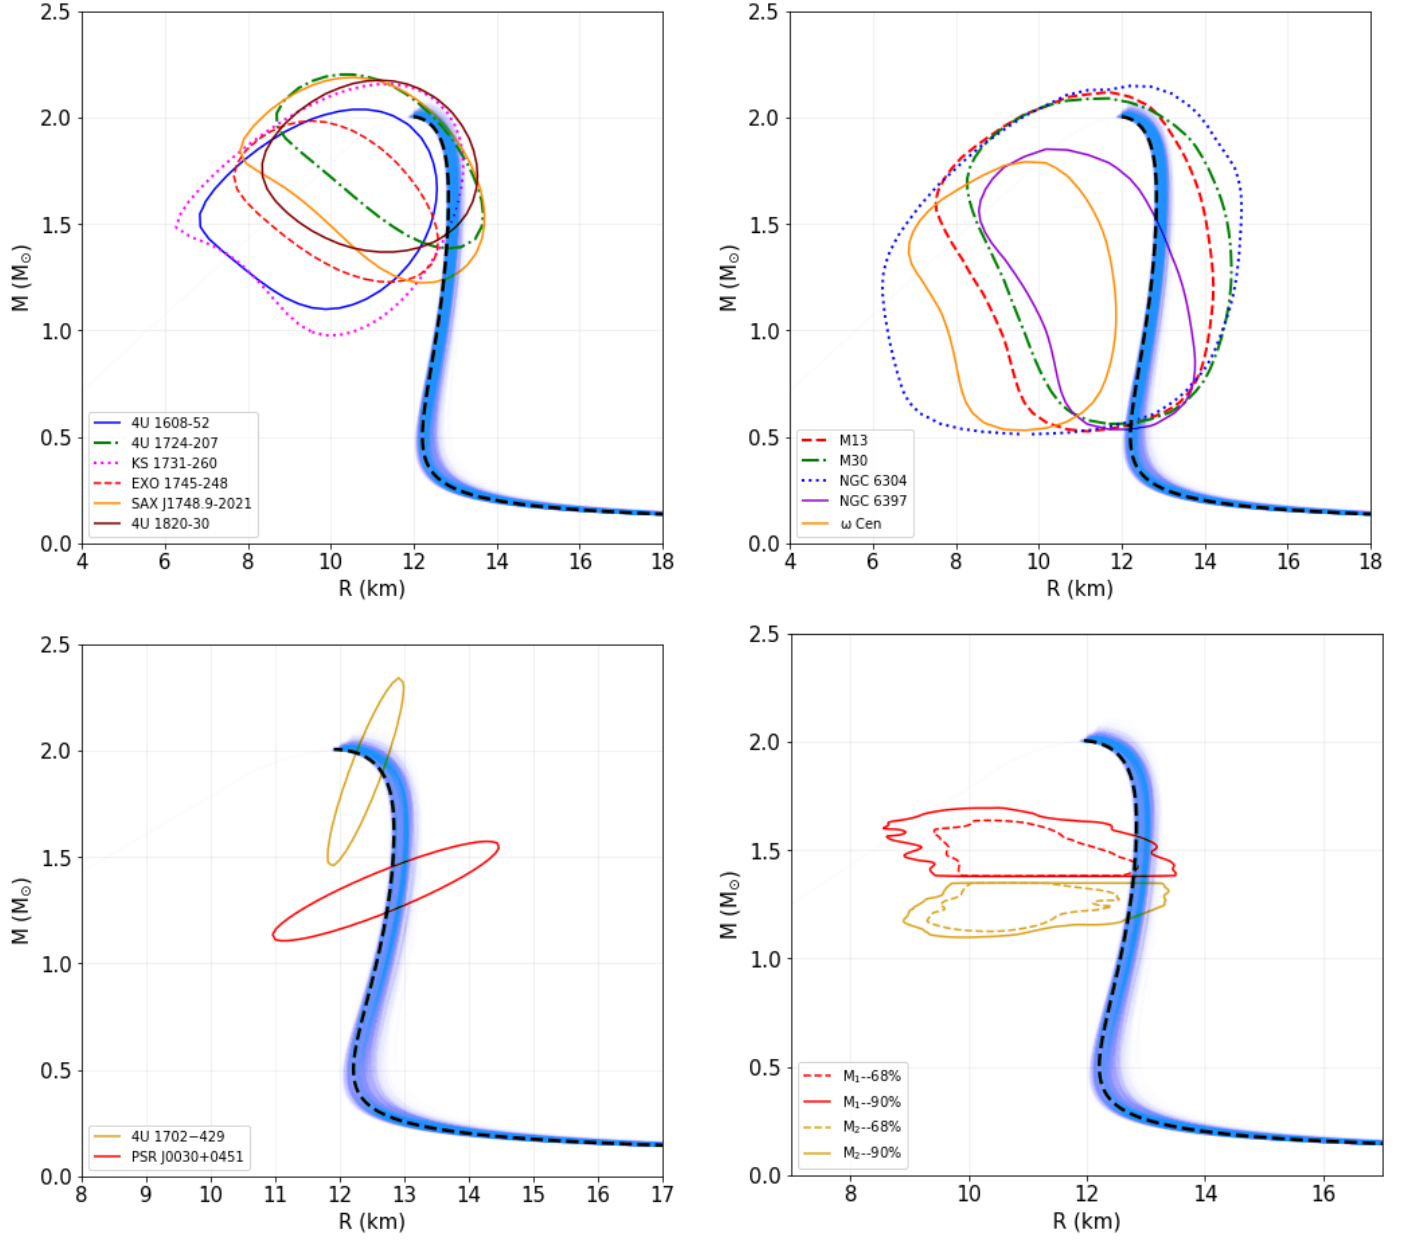 2.5
2.0
1.5
1.0
0.5
0.0
M (M⊙)
4U 1608-52
4U 1724-207
KS 1731-260
EXO 1745-248
SAX J1748.9-2021
4U 1820-30
4 6 8 10 12 14 16 18
R (km)
2.5
2.0
1.5
1.0
0.5
0.0
M (M⊙)
M13
M30
NGC 6304
NGC 6397
ω Cen
4 6 8 10 12 14 16 18
R (km)
2.5
2.0
1.5
1.0
0.5
0.0
M (M⊙)
4U 1702−429
PSR J0030+0451
8 9 10 11 12 13 14 15 16 17
R (km)
2.5
2.0
1.5
1.0
0.5
0.0
M (M⊙)
M₁--68%
M₁--90%
M₂--68%
M₂--90%
8 10 12 14 16
R (km)